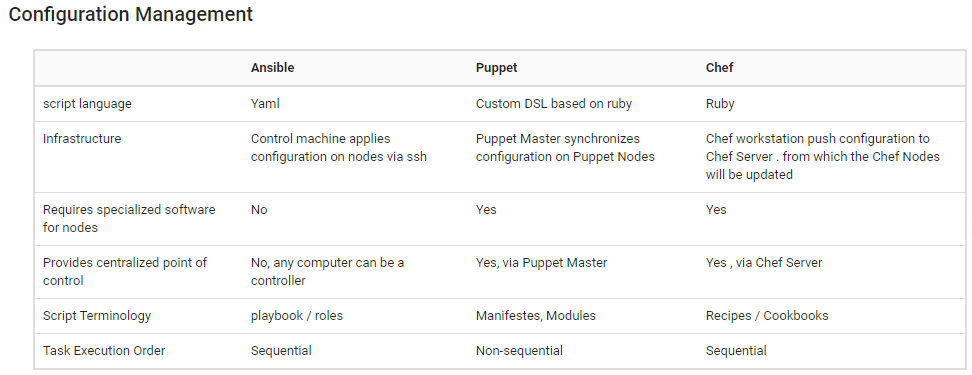 Configuration Management
Ansible Puppet Chef
script language Yaml Custom DSL based on ruby Ruby
Infrastructure Control machine applies Puppet Master synchronizes Chef workstation push configuration to
configuration on nodes via ssh configuration on Puppet Nodes Chef Server . from which the Chef Nodes
will be updated
Requires specialized software No Yes Yes
for nodes
Provides centralized point of No, any computer can be a Yes, via Puppet Master Yes , via Chef Server
control controller
Script Terminology playbook / roles Manifestes, Modules Recipes / Cookbooks
Task Execution Order Sequential Non-sequential Sequential